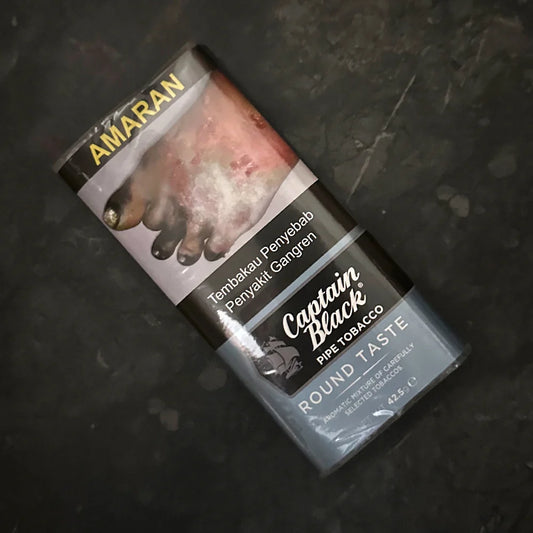 AMARAN
Tembakau Penyebab
Penyakit Gangren
Captain
Black®
PIPE TOBACCO
ROUND TASTE
AROMATIC MIXTURE OF CAREFULLY
SELECTED TOBACCOS
42.5g ℮